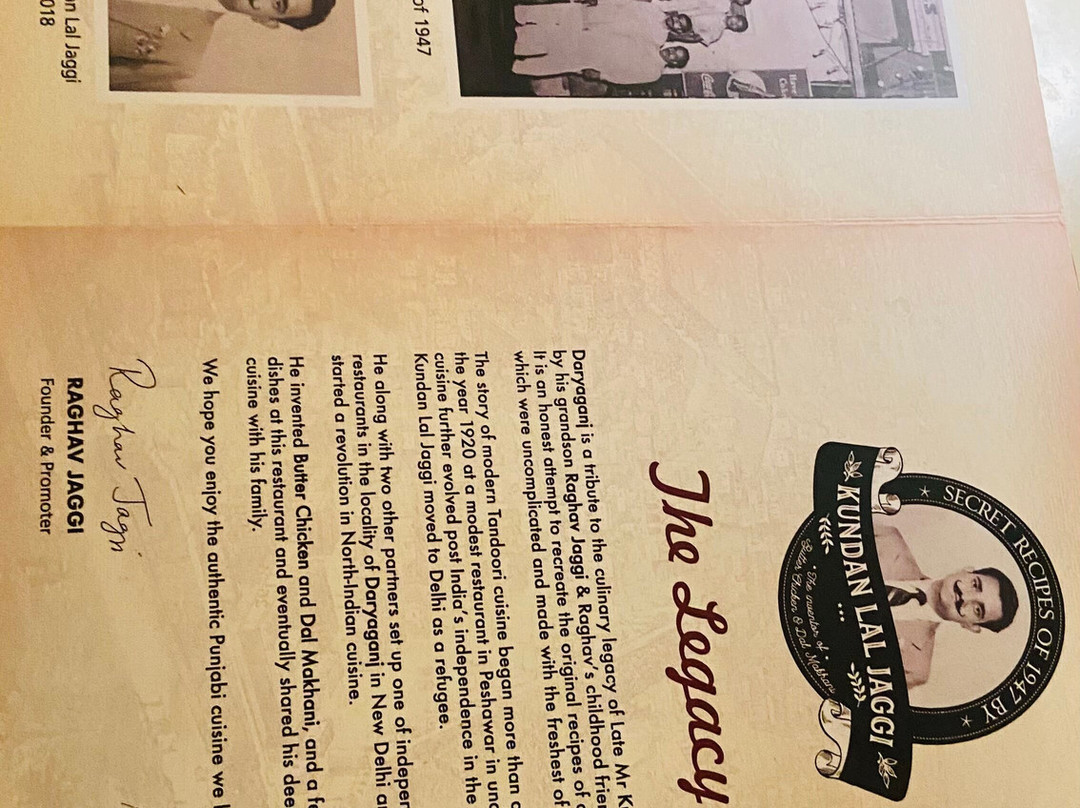 n Lal Jaggi
018
of 1947
SECRET RECIPES OF 1947 BY
KUNDAN LAL JAGGI
"The inventor of"
Butter Chicken & Dal Makhani
The Legacy
Daryaganj is a tribute to the culinary legacy of Late Mr K
by his grandson Raghav Jaggi & Raghav's childhood frie
It is an honest attempt to recreate the original recipes of
which were uncomplicated and made with the freshest of
The story of modern Tandoori cuisine began more than
the year 1920 at a modest restaurant in Peshawar in und
cuisine further evolved post India's independence in the
Kundan Lal Jaggi moved to Delhi as a refugee.
He along with two other partners set up one of indepen
restaurants in the locality of Daryaganj in New Delhi a
started a revolution in North-Indian cuisine.
He invented Butter Chicken and Dal Makhani, and a f
dishes at this restaurant and eventually shared his dee
cuisine with his family.
We hope you enjoy the authentic Punjabi cuisine we
Raghav Jaggi
RAGHAV JAGGI
Founder & Promoter